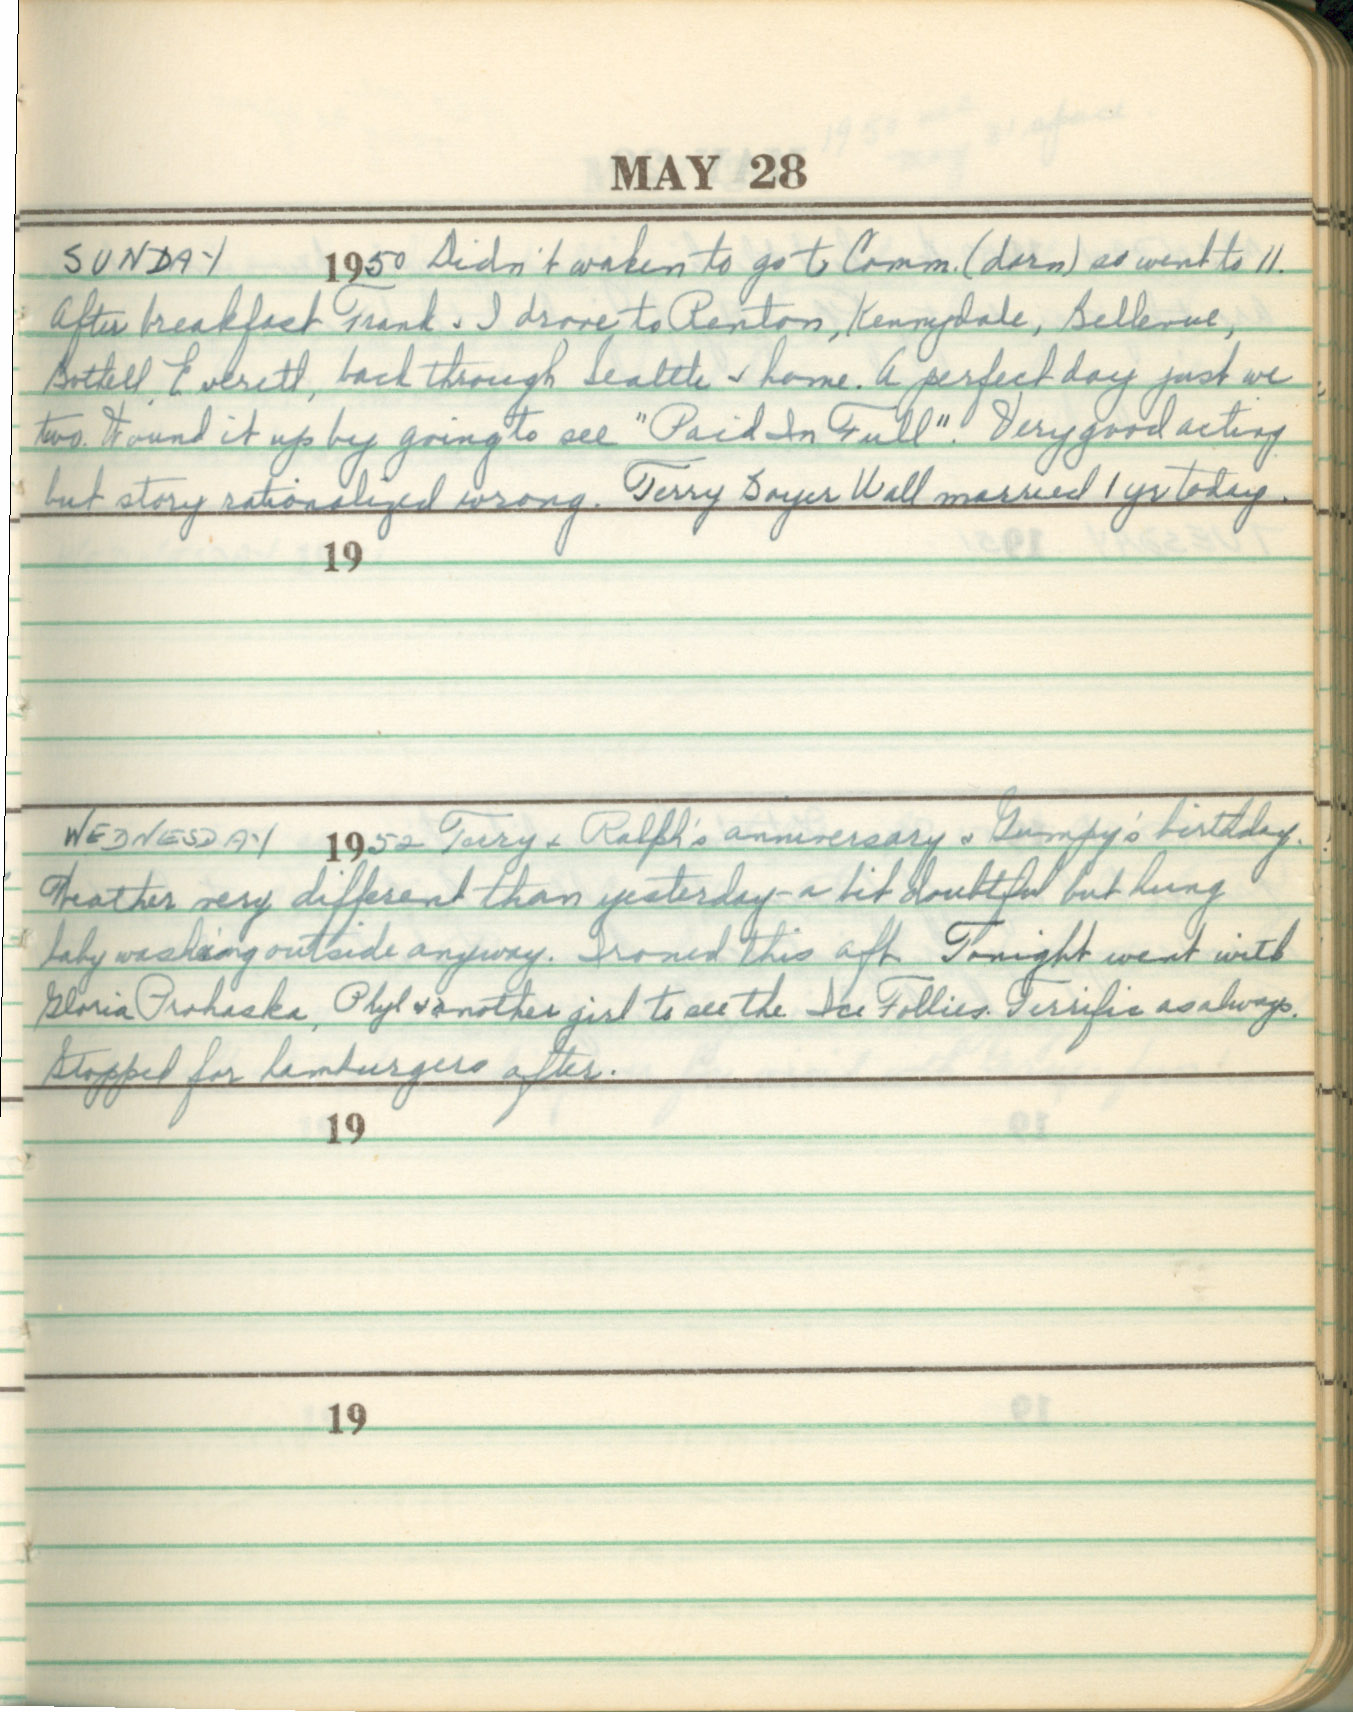 MAY 28
SUNDAY 1950 Didn't waken to go to Comm. (darn) so went to 11.
After breakfast Frank & I drove to Renton, Kennydale, Bellevue,
Bothell, Everett, back through Seattle & home. A perfect day just we
two. Wound it up by going to see "Paid In Full". Very good acting
but story rationalized wrong. Terry Boyer Wall married 1 yr today.
19
WEDNESDAY 1952 Terry & Ralph's anniversary & Gumpy's birthday.
Weather very different than yesterday - a bit doubtful but hung
baby washing outside anyway. Ironed this aft. Tonight went with
Gloria Prohaska, Phyl & another girl to see the Ice Follies. Terrific as always.
Stopped for hamburgers after.
19
19